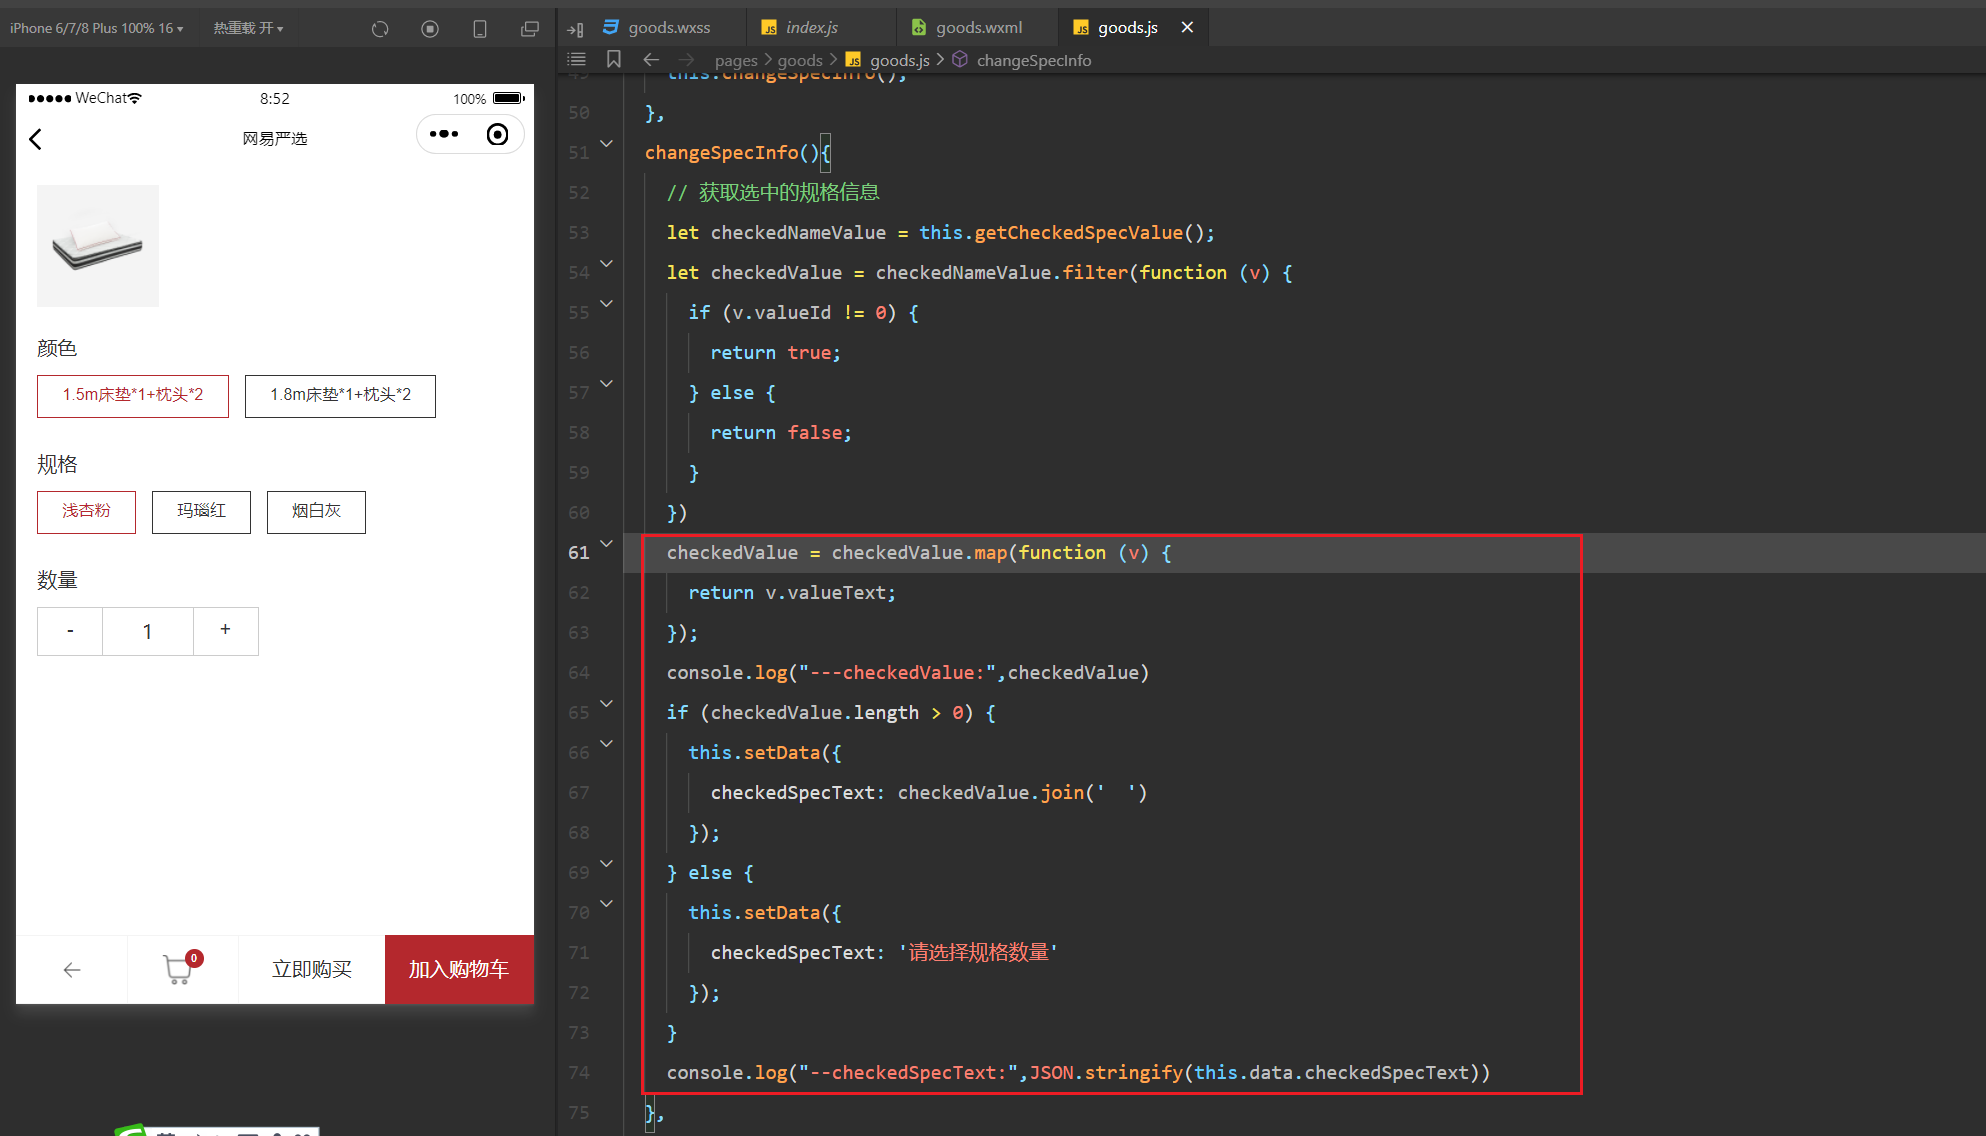 iPhone 6/7/8 Plus 100% 16
热重载 开
WeChat
8:52
100%
网易严选
颜色
1.5m床垫*1+枕头*2
1.8m床垫*1+枕头*2
规格
浅杏粉
玛瑙红
烟白灰
数量
-
1
+
0
立即购买
加入购物车
goods.wxss
JS index.js
goods.wxml
JS goods.js
pages > goods > JS goods.js > changeSpecInfo
49 this.changeSpecInfo();
50 },
51 changeSpecInfo(){
52 // 获取选中的规格信息
53 let checkedNameValue = this.getCheckedSpecValue();
54 let checkedValue = checkedNameValue.filter(function (v) {
55 if (v.valueId != 0) {
56 return true;
57 } else {
58 return false;
59 }
60 })
61 checkedValue = checkedValue.map(function (v) {
62 return v.valueText;
63 });
64 console.log("---checkedValue:",checkedValue)
65 if (checkedValue.length > 0) {
66 this.setData({
67 checkedSpecText: checkedValue.join('  ')
68 });
69 } else {
70 this.setData({
71 checkedSpecText: '请选择规格数量'
72 });
73 }
74 console.log("--checkedSpecText:",JSON.stringify(this.data.checkedSpecText))
75 },